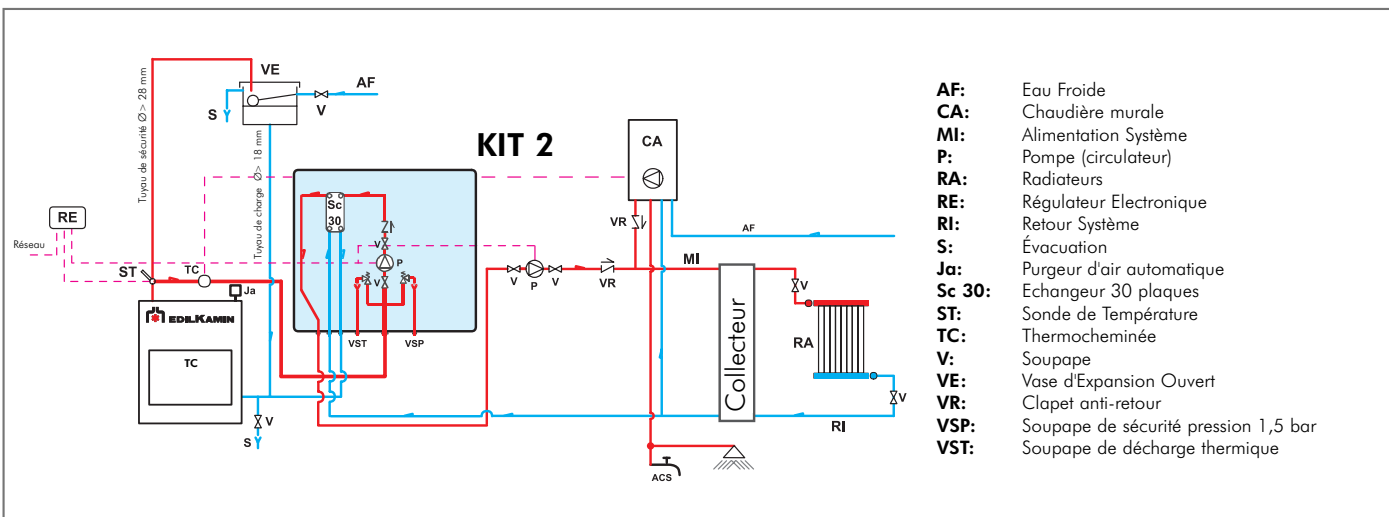 VE
AF
V
S
Tuyau de sécurité Ø > 28 mm
Tuyau de charge Ø > 18 mm
KIT 2
CA
Sc
30
V
P
V
VST
VSP
RE
Réseau
ST
TC
Ja
EDILKAMIN
TC
V
S
VR
AF
MI
V
P
V
VR
Collecteur
V
RA
V
RI
ACS
AF: Eau Froide
CA: Chaudière murale
MI: Alimentation Système
P: Pompe (circulateur)
RA: Radiateurs
RE: Régulateur Electronique
RI: Retour Système
S: Évacuation
Ja: Purgeur d'air automatique
Sc 30: Echangeur 30 plaques
ST: Sonde de Température
TC: Thermocheminée
V: Soupape
VE: Vase d'Expansion Ouvert
VR: Clapet anti-retour
VSP: Soupape de sécurité pression 1,5 bar
VST: Soupape de décharge thermique